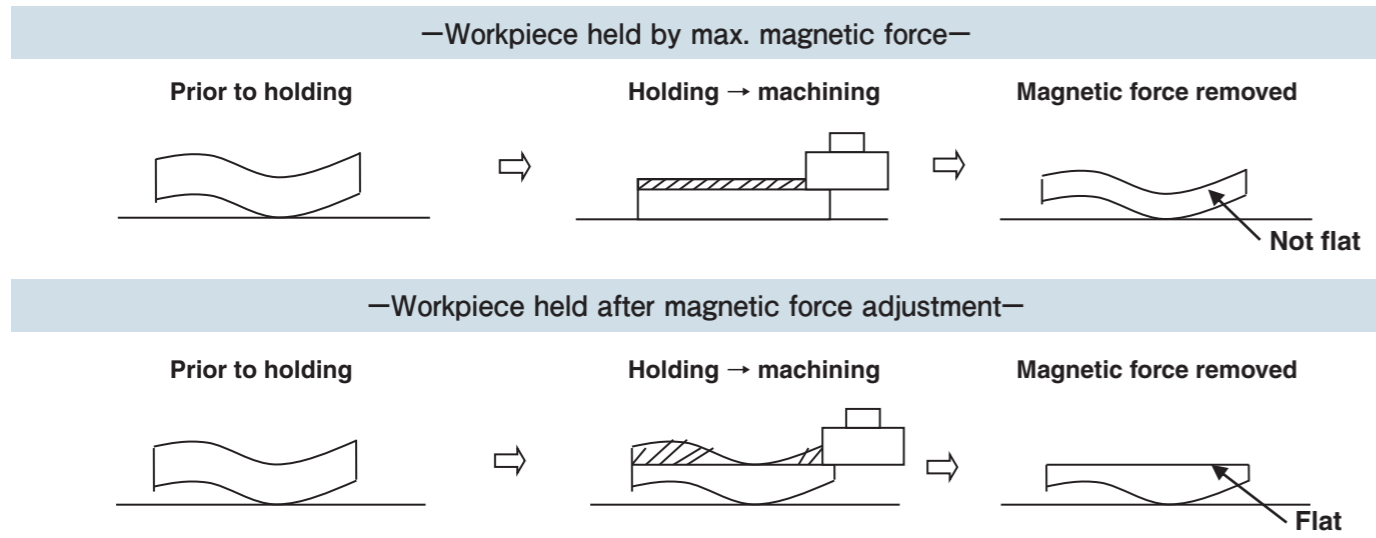 —Workpiece held by max. magnetic force—
Prior to holding
Holding → machining
Magnetic force removed
Not flat
—Workpiece held after magnetic force adjustment—
Prior to holding
Holding → machining
Magnetic force removed
Flat